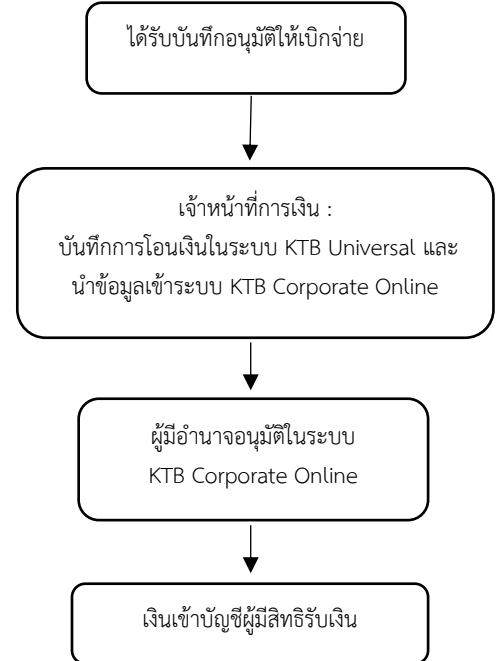 ได้รับบันทึกอนุมัติให้เบิกจ่าย
เจ้าหน้าที่การเงิน :
บันทึกการโอนเงินในระบบ KTB Universal และ
นำข้อมูลเข้าระบบ KTB Corporate Online
ผู้มีอำนาจอนุมัติในระบบ
KTB Corporate Online
เงินเข้าบัญชีผู้มีสิทธิรับเงิน